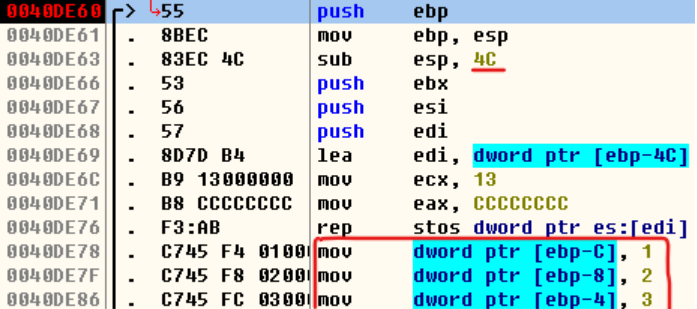 0040DE60 > 55 push ebp
0040DE61 . 8BEC mov ebp, esp
0040DE63 . 83EC 4C sub esp, 4C
0040DE66 . 53 push ebx
0040DE67 . 56 push esi
0040DE68 . 57 push edi
0040DE69 . 8D7D B4 lea edi, dword ptr [ebp-4C]
0040DE6C . B9 13000000 mov ecx, 13
0040DE71 . B8 CCCCCCCC mov eax, CCCCCCCC
0040DE76 . F3:AB rep stos dword ptr es:[edi]
0040DE78 . C745 F4 0100 mov dword ptr [ebp-C], 1
0040DE7F . C745 F8 0200 mov dword ptr [ebp-8], 2
0040DE86 . C745 FC 0300 mov dword ptr [ebp-4], 3